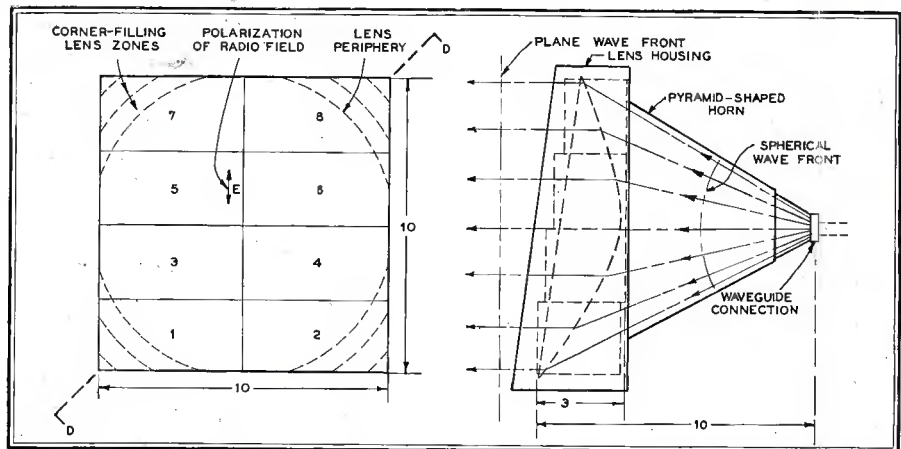 CORNER-FILLING
LENS ZONES
POLARIZATION
OF RADIO FIELD
LENS
PERIPHERY
D
7
8
5
E
6
3
4
1
2
10
10
D
PLANE WAVE FRONT
LENS HOUSING
PYRAMID-SHAPED
HORN
SPHERICAL
WAVE FRONT
WAVEGUIDE
CONNECTION
3
10